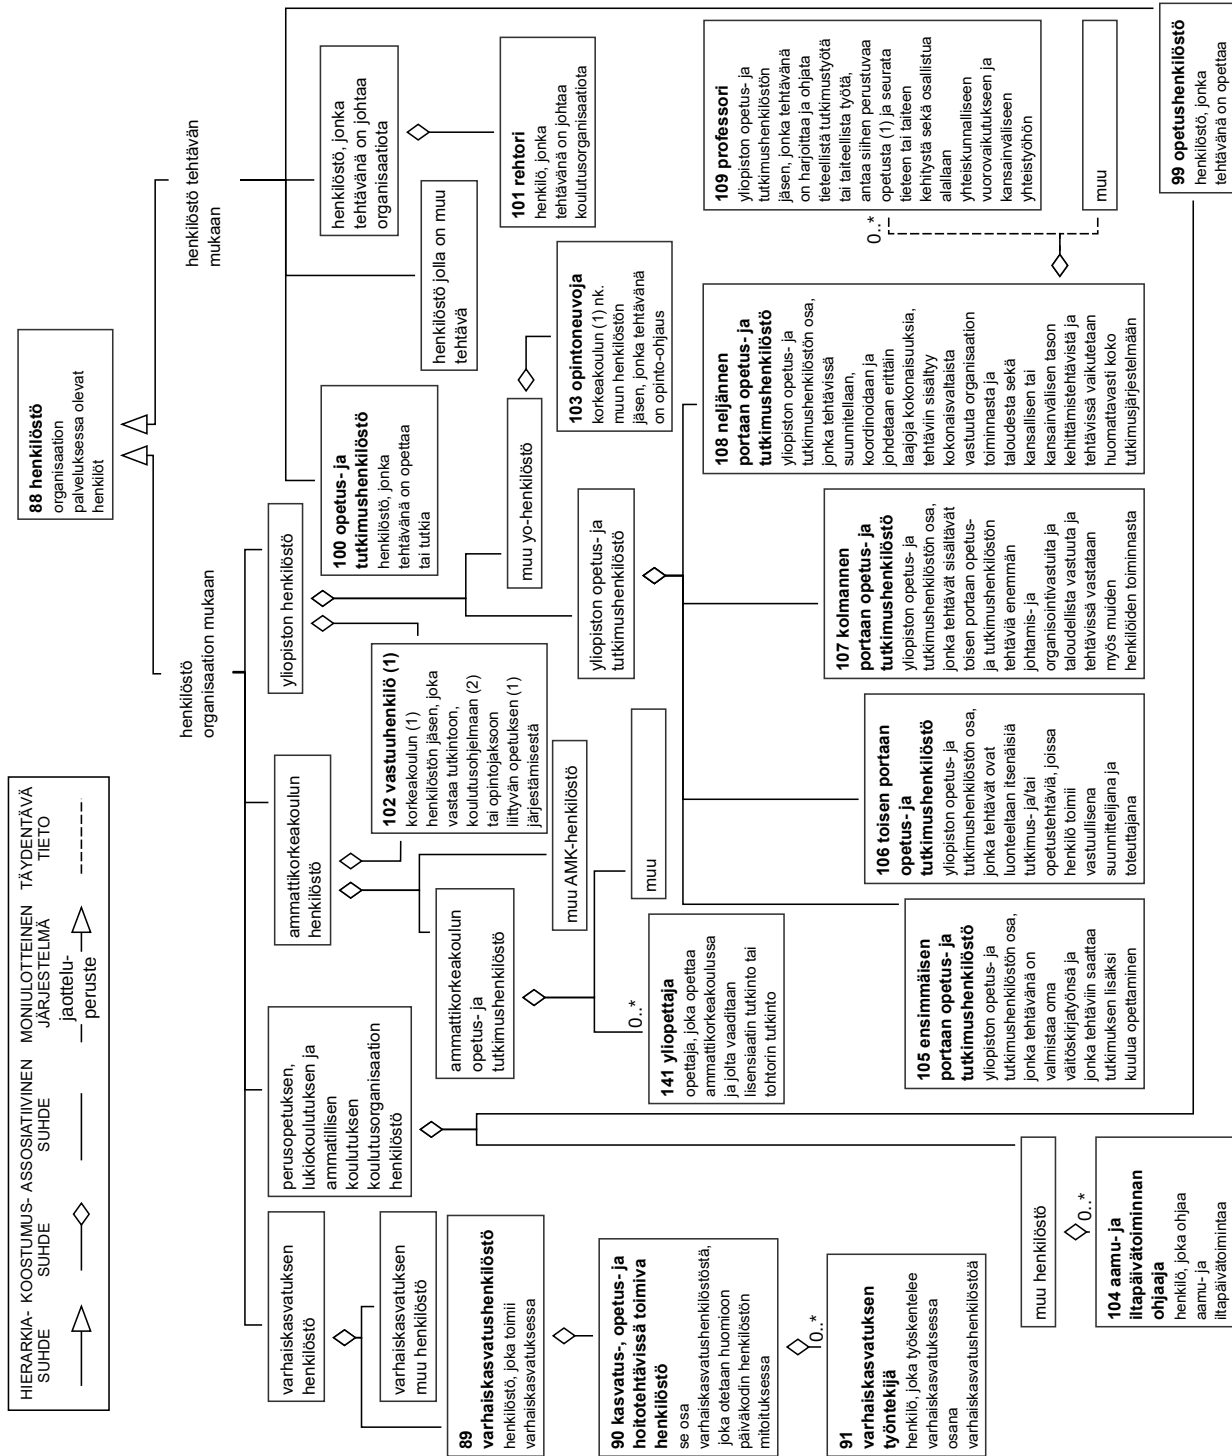 HIERARKIA-
SUHDE
KOOSTUMUS-
SUHDE
ASSOSIATIIVINEN
SUHDE
MONIULOTTEINEN
JÄRJESTELMÄ
TÄYDENTÄVÄ
TIETO
jaottelu-
peruste
88 henkilöstö
organisaation
palveluksessa olevat
henkilöt
henkilöstö
organisaation mukaan
henkilöstö tehtävän
mukaan
varhaiskasvatuksen
henkilöstö
perusopetuksen,
lukiokoulutuksen ja
ammatillisen
koulutuksen
koulutusorganisaation
henkilöstö
ammattikorkeakoulun
henkilöstö
yliopiston henkilöstö
100 opetus- ja
tutkimushenkilöstö
henkilöstö, jonka
tehtävänä on opettaa
tai tutkia
henkilöstö jolla on muu
tehtävä
henkilöstö, jonka
tehtävänä on johtaa
organisaatiota
varhaiskasvatuksen
muu henkilöstö
102 vastuuhenkilö (1)
korkeakoulun (1)
henkilöstön jäsen, joka
vastaa tutkintoon,
koulutusohjelmaan (2)
tai opintojaksoon
liittyvän opetuksen (1)
järjestämisestä
muu yo-henkilöstö
101 rehtori
henkilö, jonka
tehtävänä on johtaa
koulutusorganisaatiota
89
varhaiskasvatushenkilöstö
henkilöstö, joka toimii
varhaiskasvatuksessa
ammattikorkeakoulun
opetus- ja
tutkimushenkilöstö
muu AMK-henkilöstö
yliopiston opetus- ja
tutkimushenkilöstö
103 opintoneuvoja
korkeakoulun (1) nk.
muun henkilöstön
jäsen, jonka tehtävänä
on opinto-ohjaus
90 kasvatus-, opetus- ja
hoitotehtävissä toimiva
henkilöstö
se osa
varhaiskasvatushenkilöstöstä,
joka otetaan huomioon
päiväkodin henkilöstön
mitoituksessa
0..*
141 yliopettaja
opettaja, joka opettaa
ammattikorkeakoulussa
ja jolta vaaditaan
lisensiaatin tutkinto tai
tohtorin tutkinto
muu
108 neljännen
portaan opetus- ja
tutkimushenkilöstö
yliopiston opetus- ja
tutkimushenkilöstön osa,
jonka tehtävissä
suunnitellaan,
koordinoidaan ja
johdetaan erittäin
laajoja kokonaisuuksia,
tehtäviin sisältyy
kokonaisvaltaista
vastuuta organisaation
toiminnasta ja
taloudesta sekä
kansallisen tai
kansainvälisen tason
kehittämistehtävistä ja
tehtävissä vaikutetaan
huomattavasti koko
tutkimusjärjestelmään
0..*
109 professori
yliopiston opetus- ja
tutkimushenkilöstön
jäsen, jonka tehtävänä
on harjoittaa ja ohjata
tieteellistä tutkimustyötä
tai taiteellista työtä,
antaa siihen perustuvaa
opetusta (1) ja seurata
tieteen tai taiteen
kehitystä sekä osallistua
alallaan
yhteiskunnalliseen
vuorovaikutukseen ja
kansainväliseen
yhteistyöhön
muu
0..*
91
varhaiskasvatuksen
työntekijä
henkilö, joka työskentelee
varhaiskasvatuksessa
osana
varhaiskasvatushenkilöstöä
105 ensimmäisen
portaan opetus- ja
tutkimushenkilöstö
yliopiston opetus- ja
tutkimushenkilöstön osa,
jonka tehtävänä on
valmistaa oma
väitöskirjatyönsä ja
jonka tehtäviin saattaa
tutkimuksen lisäksi
kuulua opettaminen
106 toisen portaan
opetus- ja
tutkimushenkilöstö
yliopiston opetus- ja
tutkimushenkilöstön osa,
jonka tehtävät ovat
luonteeltaan itsenäisiä
tutkimus- ja/tai
opetustehtäviä, joissa
henkilö toimii
vastuullisena
suunnittelijana ja
toteuttajana
107 kolmannen
portaan opetus- ja
tutkimushenkilöstö
yliopiston opetus- ja
tutkimushenkilöstön osa,
jonka tehtävät sisältävät
toisen portaan opetus-
ja tutkimushenkilöstön
tehtäviä enemmän
johtamis- ja
organisointivastuita ja
taloudellista vastuuta ja
tehtävissä vastataan
myös muiden
henkilöiden toiminnasta
muu henkilöstö
0..*
104 aamu- ja
iltapäivätoiminnan
ohjaaja
henkilö, joka ohjaa
aamu- ja
iltapäivätoimintaa
99 opetushenkilöstö
henkilöstö, jonka
tehtävänä on opettaa